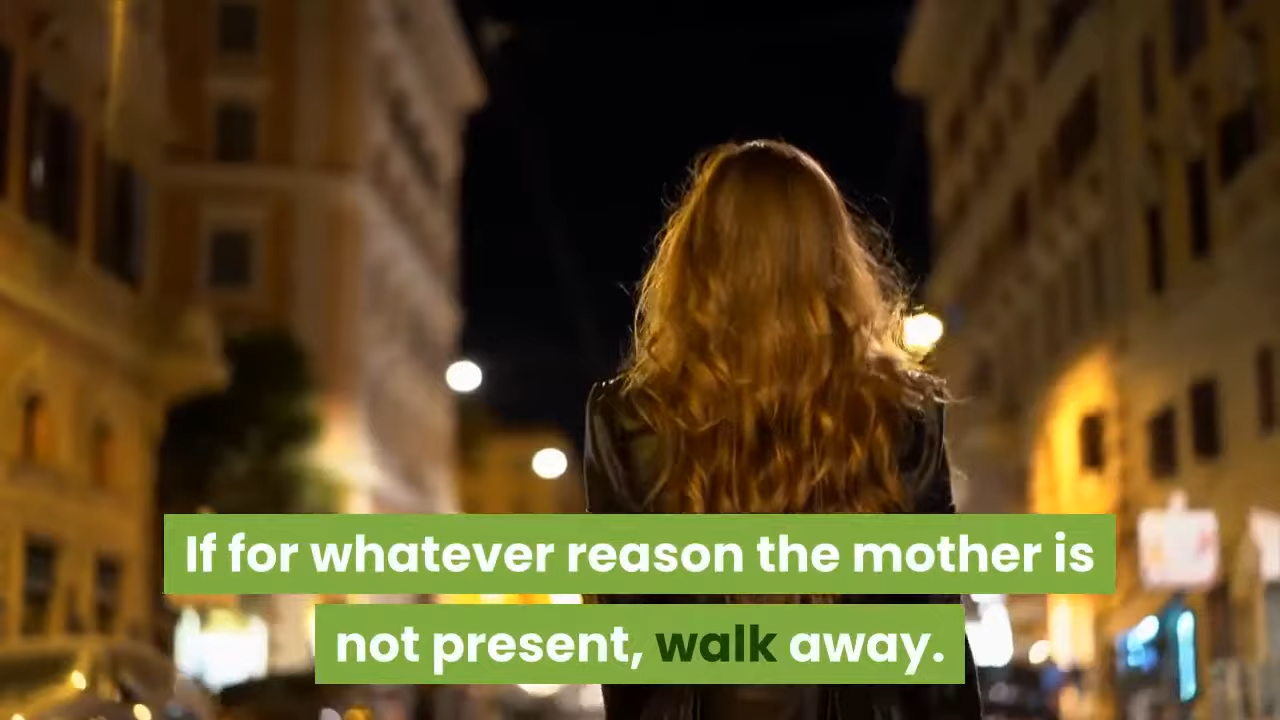 If for whatever reason the mother is
not present, walk away.